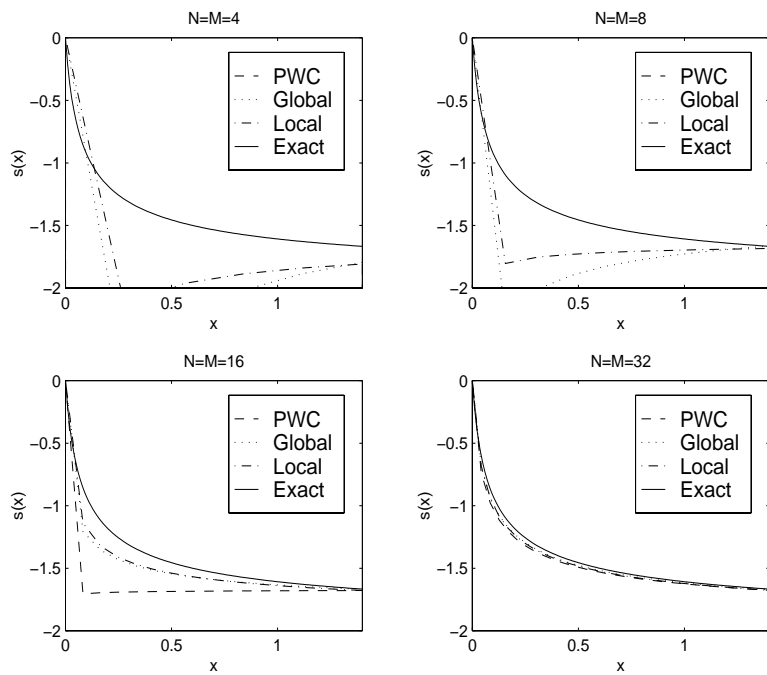 N=M=4
0
−0.5
−1
−1.5
−2
s(x)
0
0.5
1
x
PWC
Global
Local
Exact
N=M=8
0
−0.5
−1
−1.5
−2
s(x)
0
0.5
1
x
PWC
Global
Local
Exact
N=M=16
0
−0.5
−1
−1.5
−2
s(x)
0
0.5
1
x
PWC
Global
Local
Exact
N=M=32
0
−0.5
−1
−1.5
−2
s(x)
0
0.5
1
x
PWC
Global
Local
Exact